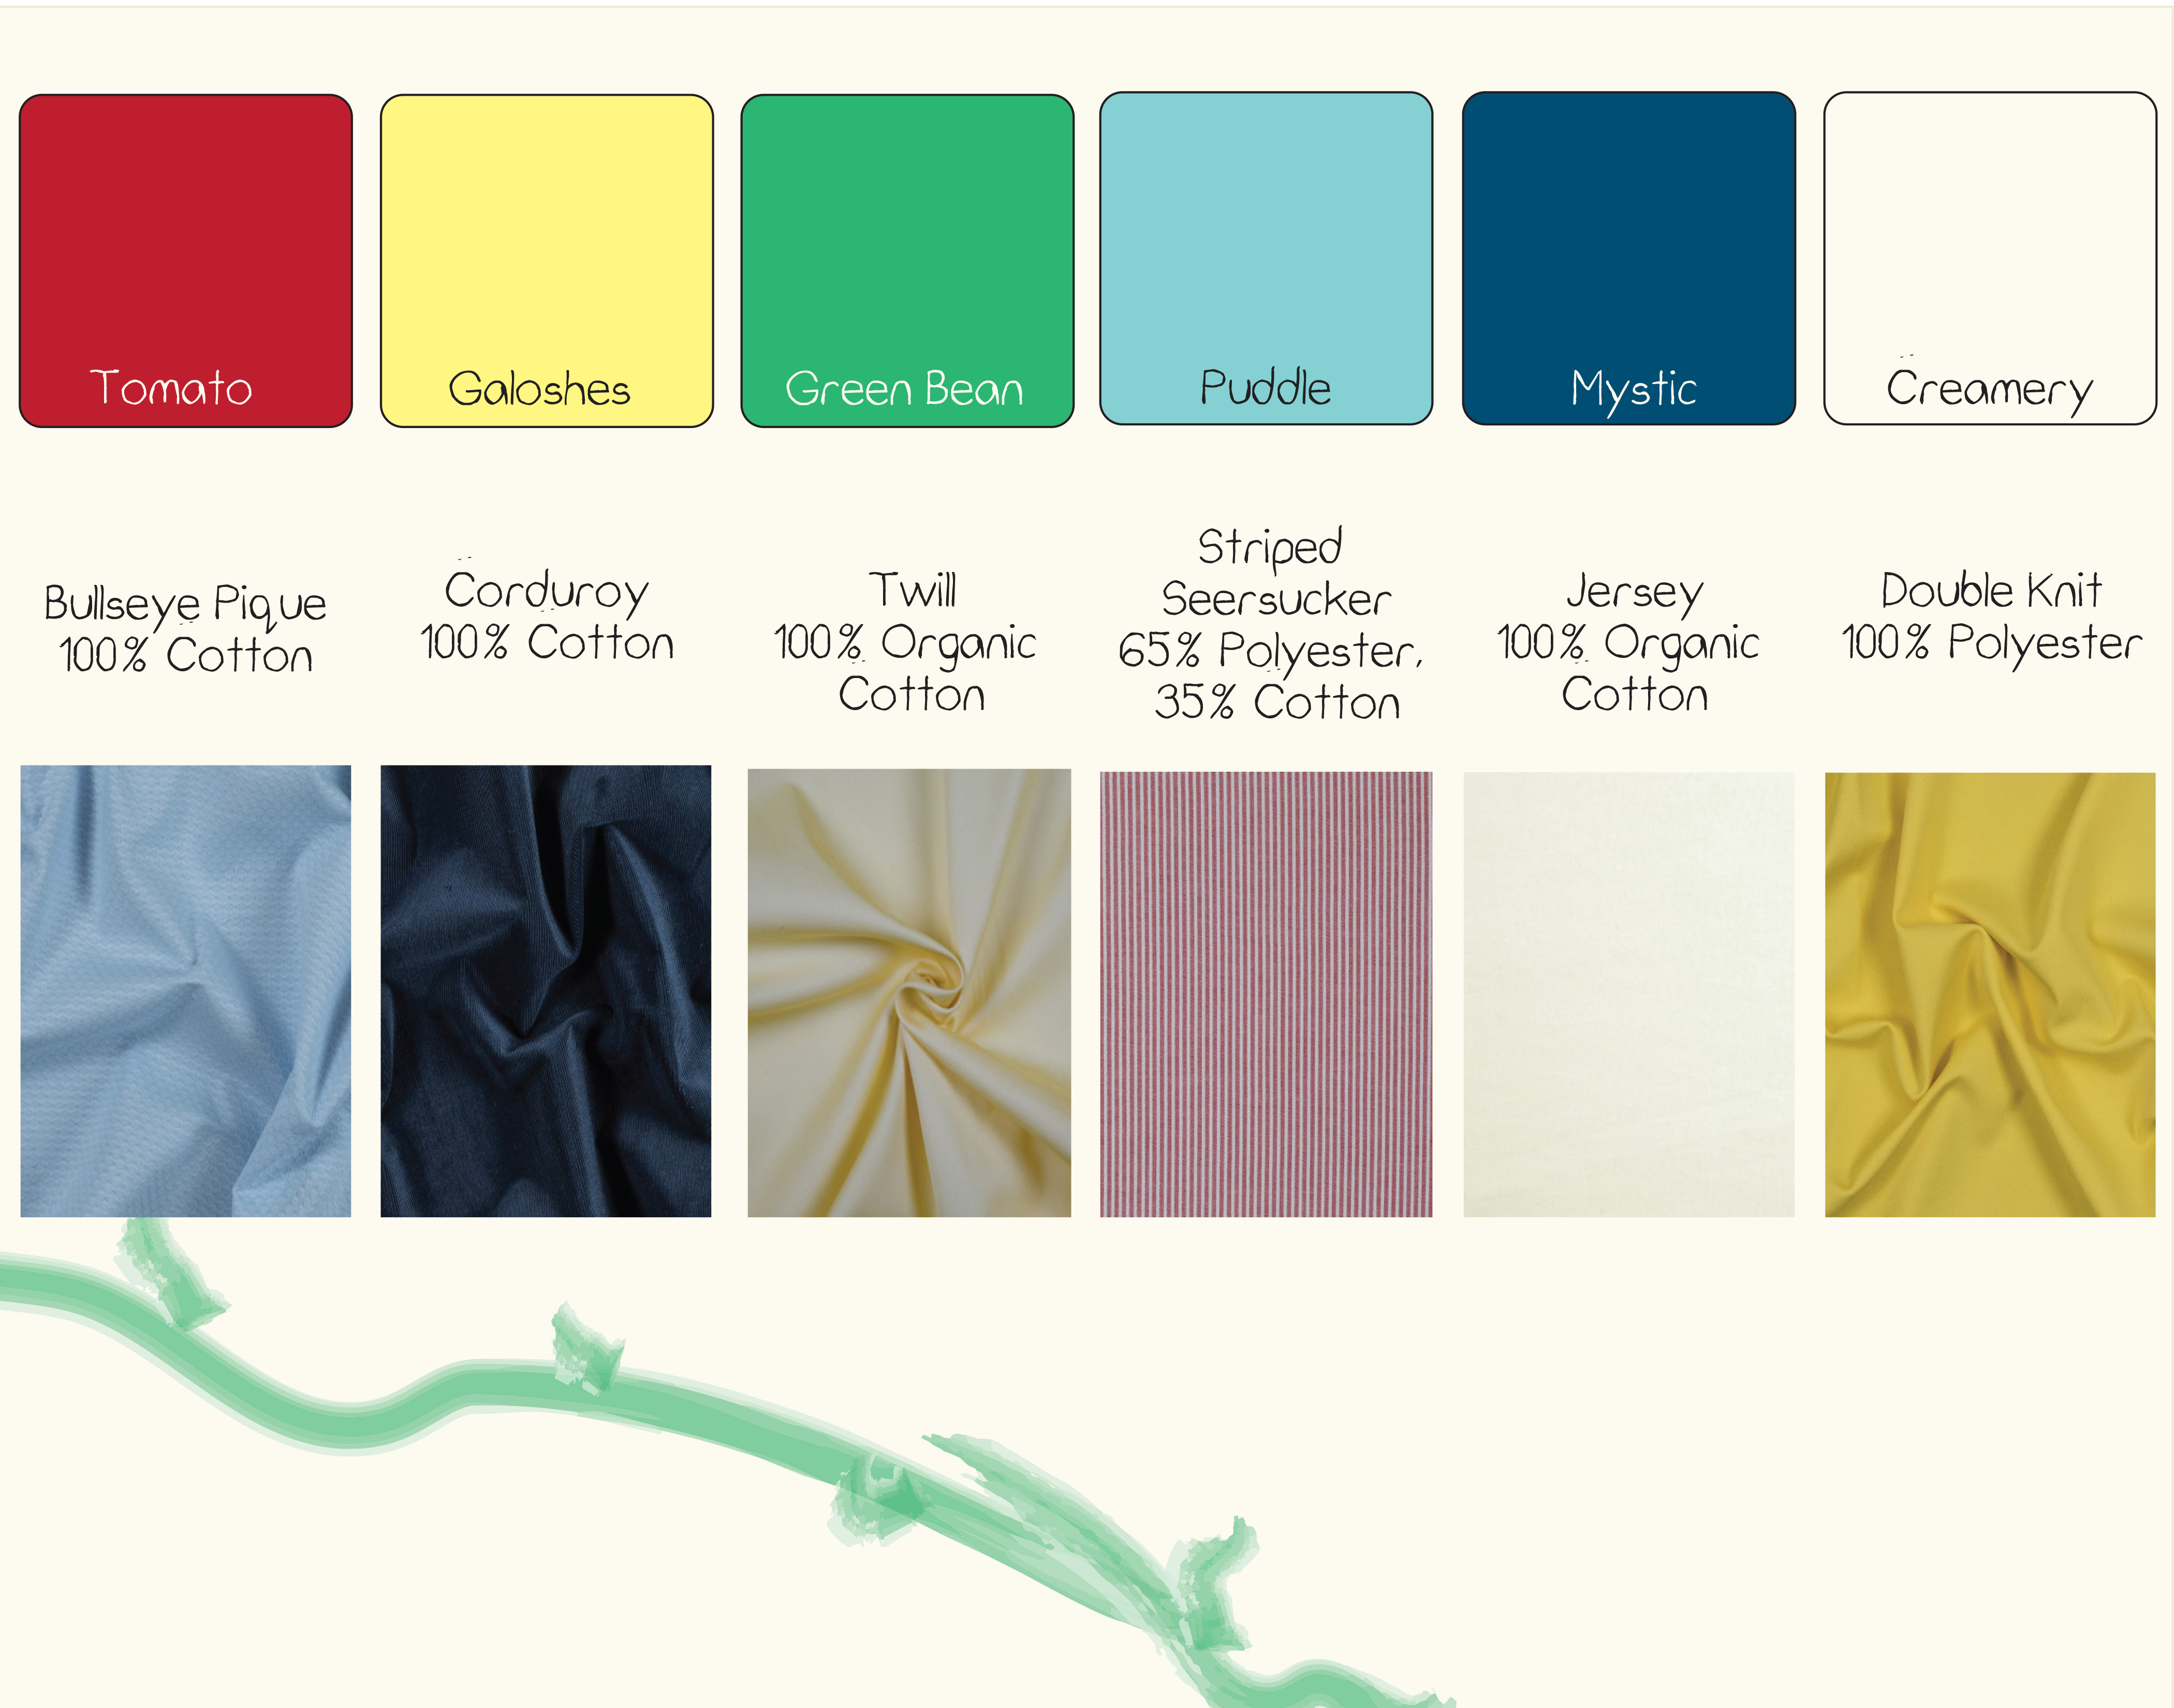 Tomato
Galoshes
Green Bean
Puddle
Mystic
Creamery
Bullseye Pique
100% Cotton
Corduroy
100% Cotton
Twill
100% Organic
Cotton
Striped
Seersucker
65% Polyester,
35% Cotton
Jersey
100% Organic
Cotton
Double Knit
100% Polyester